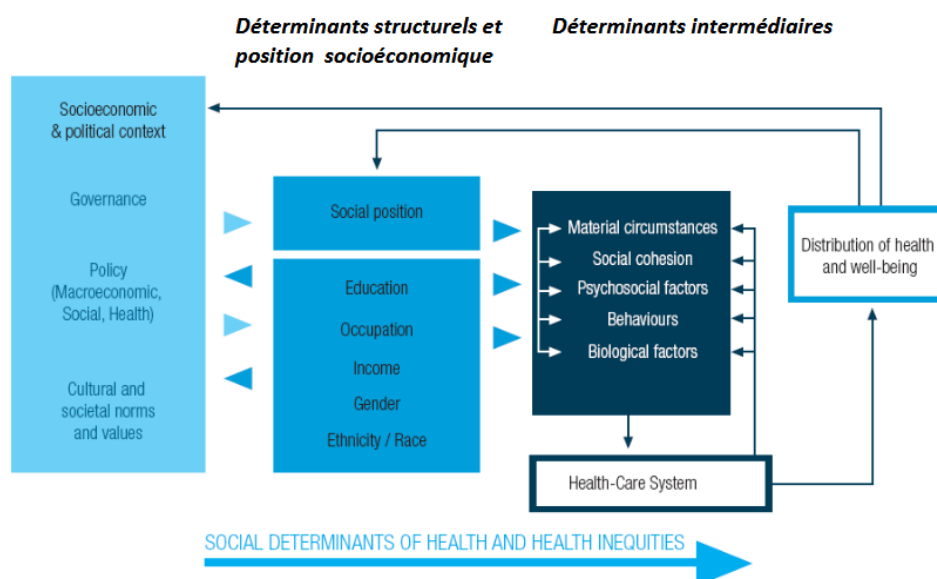 Déterminants structurels et
position socioéconomique
Déterminants intermédiaires
Socioeconomic
& political context
Governance
Policy
(Macroeconomic,
Social, Health)
Cultural and
societal norms
and values
Social position
Education
Occupation
Income
Gender
Ethnicity / Race
Material circumstances
Social cohesion
Psychosocial factors
Behaviours
Biological factors
Health-Care System
Distribution of health
and well-being
SOCIAL DETERMINANTS OF HEALTH AND HEALTH INEQUITIES